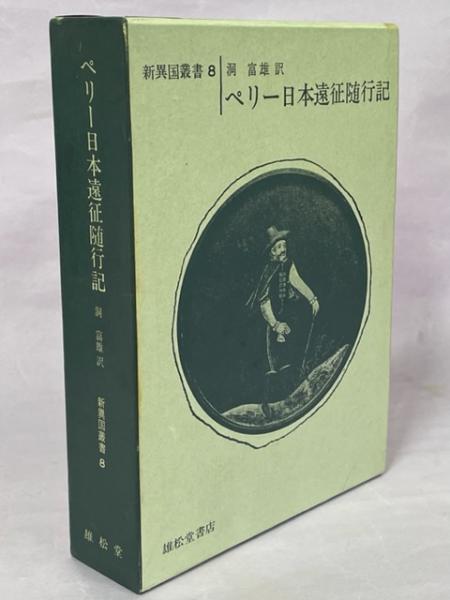 新異国叢書 8
洞 富雄 訳
ペリー日本遠征随行記
雄松堂書店
ペリー日本遠征随行記
洞 富雄 訳
新異国叢書 8
雄松堂